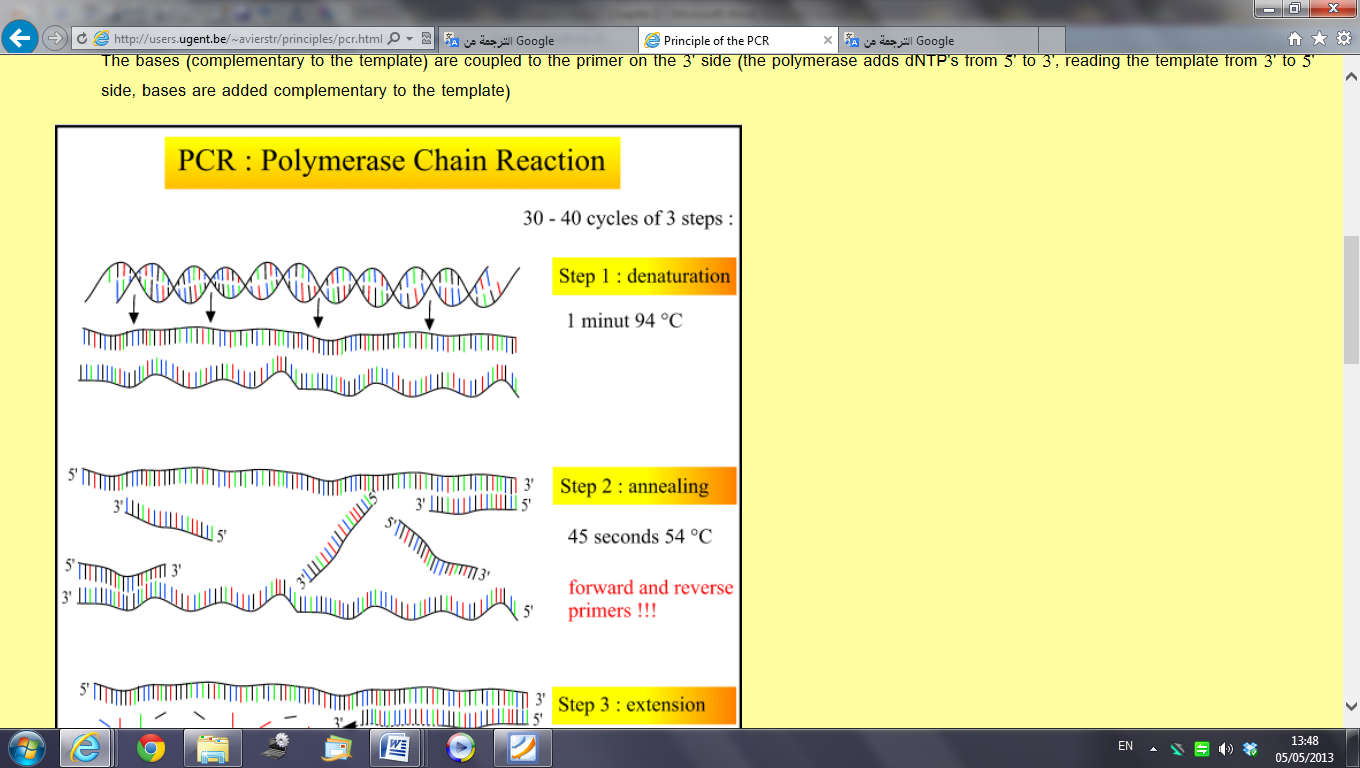 http://users.ugent.be/~avierstr/principles/pcr.html
الترجمة من Google
Principle of the PCR
الترجمة من Google
The bases (complementary to the template) are coupled to the primer on the 3' side (the polymerase adds dNTP's from 5' to 3', reading the template from 3' to 5'
side, bases are added complementary to the template)
PCR : Polymerase Chain Reaction
30 - 40 cycles of 3 steps :
Step 1 : denaturation
1 minut 94 °C
5'
3'
Step 2 : annealing
3'
5'
3'
5'
5'
3'
5'
3'
45 seconds 54 °C
5'
3'
3'
5'
forward and reverse
primers !!!
5'
3'
Step 3 : extension
3'
5'
EN
13:48
05/05/2013